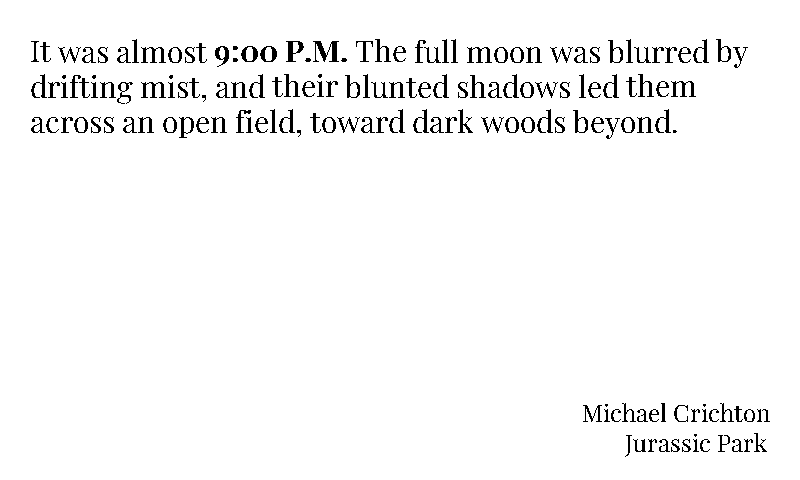 It was almost 9:00 P.M. The full moon was blurred by
drifting mist, and their blunted shadows led them
across an open field, toward dark woods beyond.
Michael Crichton
Jurassic Park